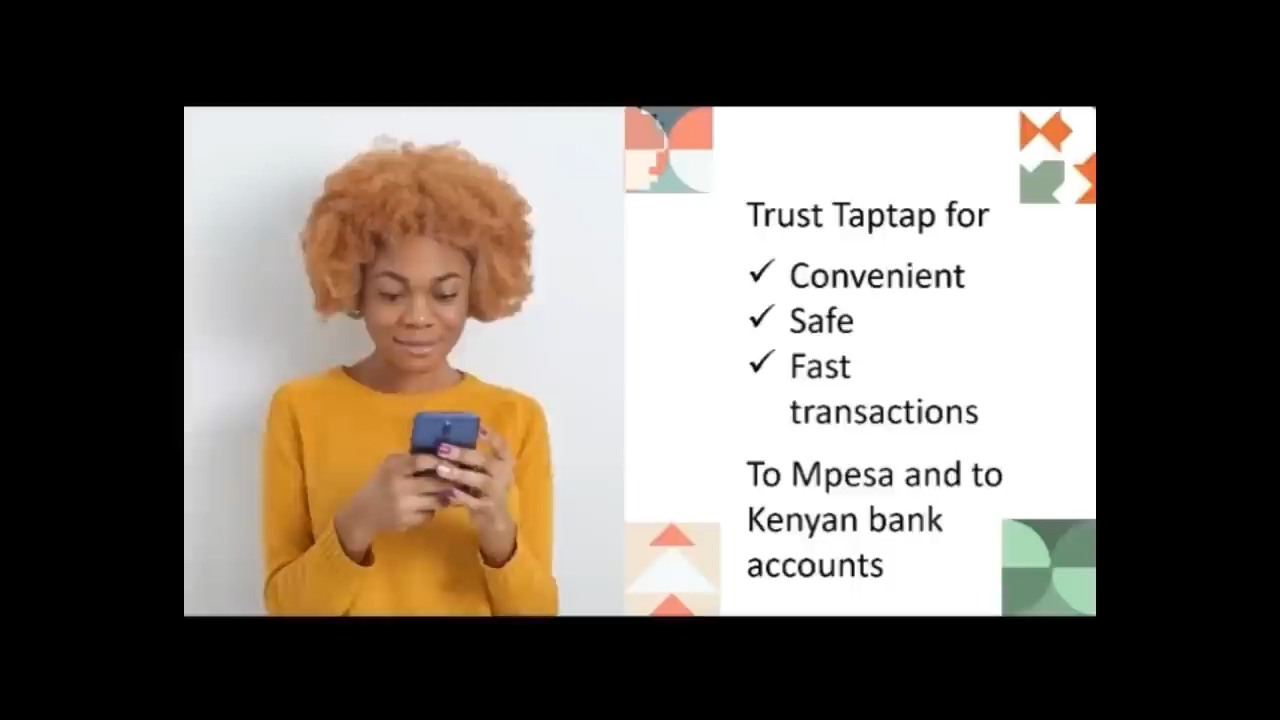 Trust Taptap for
✓ Convenient
✓ Safe
✓ Fast
transactions
To Mpesa and to
Kenyan bank
accounts